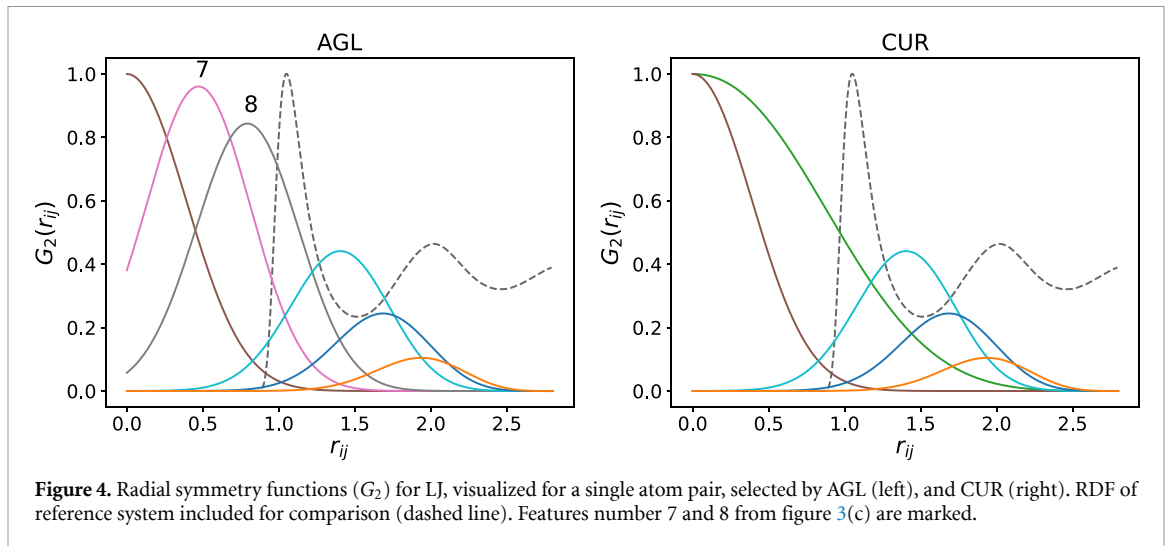 AGL
CUR
7
8
1.0
0.8
0.6
0.4
0.2
0.0
G2(rij)
0.0 0.5 1.0 1.5 2.0 2.5
rij
1.0
0.8
0.6
0.4
0.2
0.0
G2(rij)
0.0 0.5 1.0 1.5 2.0 2.5
rij
Figure 4. Radial symmetry functions (G2) for LJ, visualized for a single atom pair, selected by AGL (left), and CUR (right). RDF of
reference system included for comparison (dashed line). Features number 7 and 8 from figure 3(c) are marked.